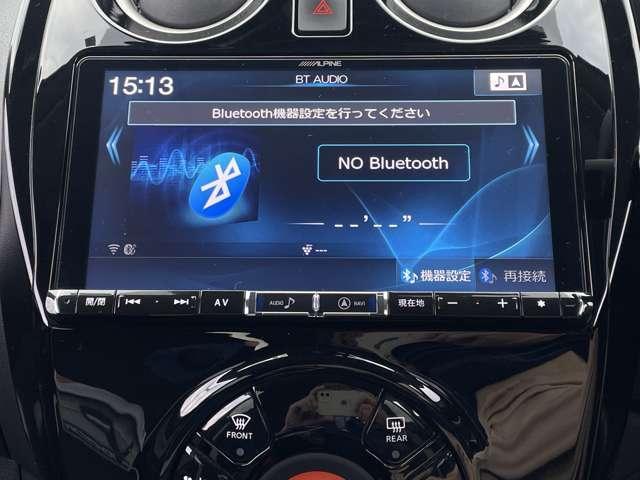 ALPINE
15:13
BT AUDIO
Bluetooth機器設定を行ってください
NO Bluetooth
--'--"
---
機器設定
再接続
開/閉
AV
AUDIO
NAVI
現在地
FRONT
REAR